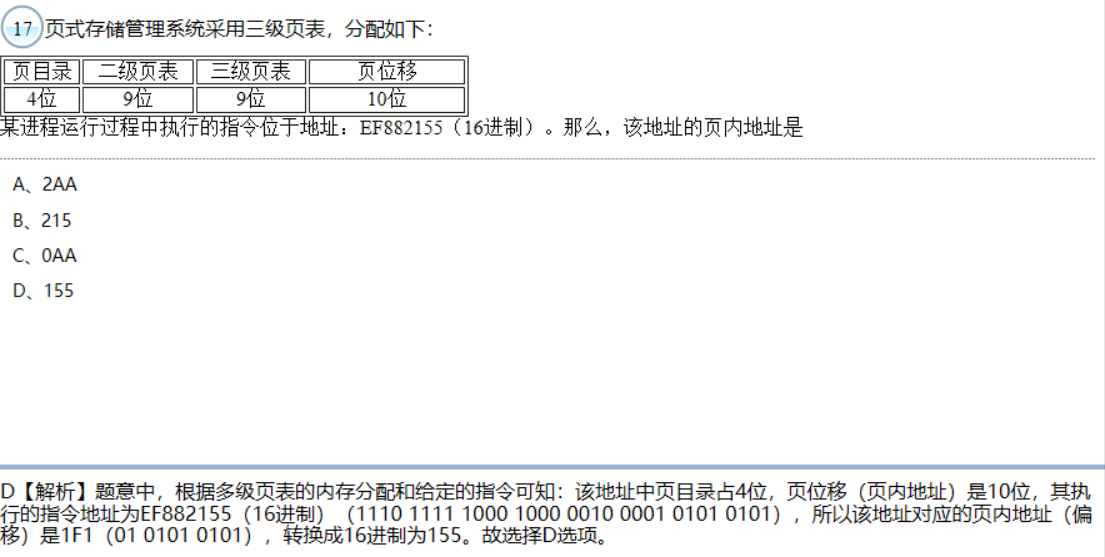 17 页式存储管理系统采用三级页表，分配如下：
页目录 二级页表 三级页表 页位移
4位 9位 9位 10位
某进程运行过程中执行的指令位于地址：EF882155（16进制）。那么，该地址的页内地址是
A、2AA
B、215
C、0AA
D、155
D【解析】题意中，根据多级页表的内存分配和给定的指令可知：该地址中页目录占4位，页位移（页内地址）是10位，其执
行的指令地址为EF882155（16进制）（1110 1111 1000 1000 0010 0001 0101 0101），所以该地址对应的页内地址（偏
移）是1F1（01 0101 0101），转换成16进制为155。故选择D选项。